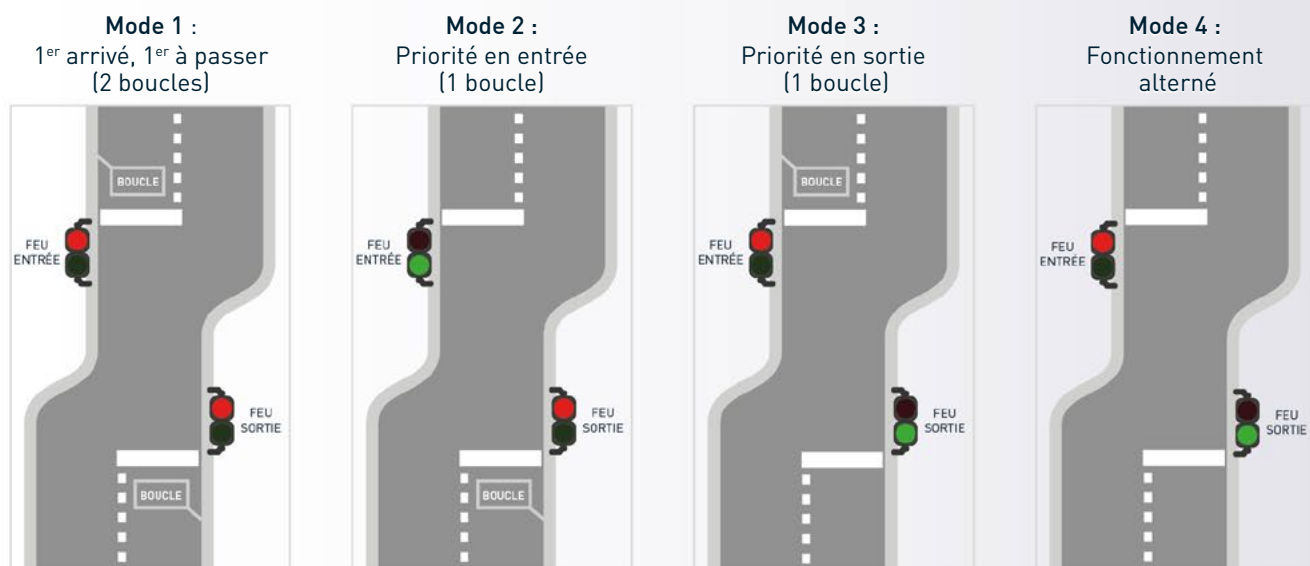 Mode 1 :
1er arrivé, 1er à passer
(2 boucles)
BOUCLE
FEU
ENTRÉE
FEU
SORTIE
BOUCLE
Mode 2 :
Priorité en entrée
(1 boucle)
FEU
ENTRÉE
FEU
SORTIE
BOUCLE
Mode 3 :
Priorité en sortie
(1 boucle)
BOUCLE
FEU
ENTRÉE
FEU
SORTIE
Mode 4 :
Fonctionnement
alterné
FEU
ENTRÉE
FEU
SORTIE